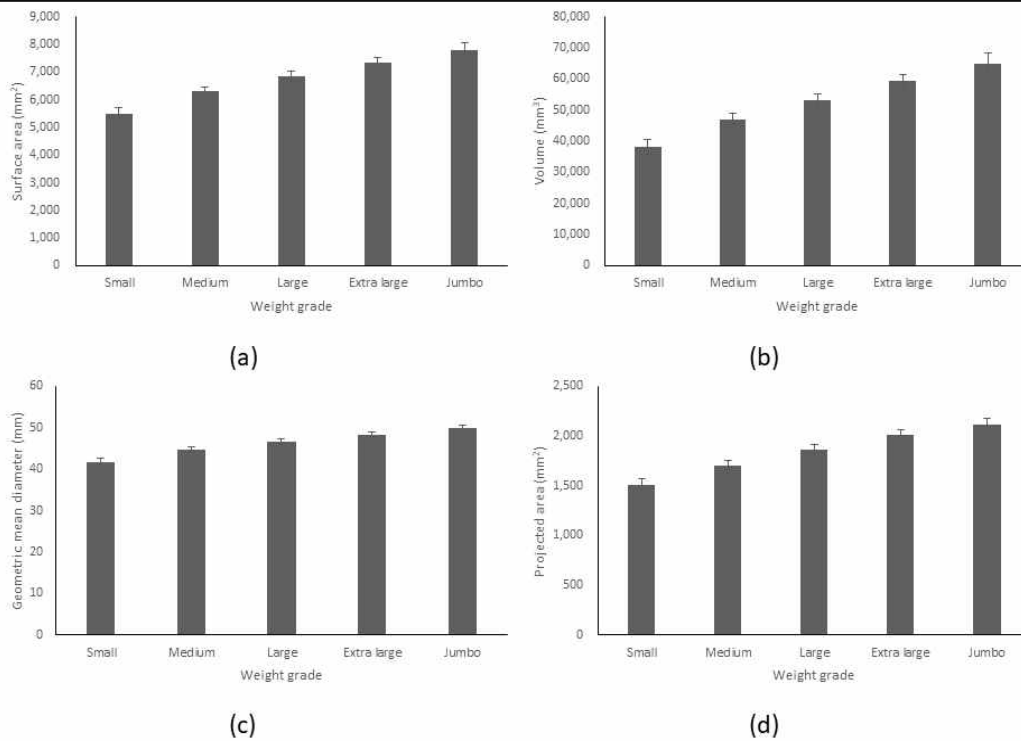 9,000
8,000
7,000
6,000
5,000
4,000
3,000
2,000
1,000
0
Surface area (mm²)
Small Medium Large Extra large Jumbo
Weight grade
(a)
80,000
70,000
60,000
50,000
40,000
30,000
20,000
10,000
0
Volume (mm³)
Small Medium Large Extra large Jumbo
Weight grade
(b)
60
50
40
30
20
10
0
Geometric mean diameter (mm)
Small Medium Large Extra large Jumbo
Weight grade
(c)
2,500
2,000
1,500
1,000
500
0
Projected area (mm²)
Small Medium Large Extra large Jumbo
Weight grade
(d)